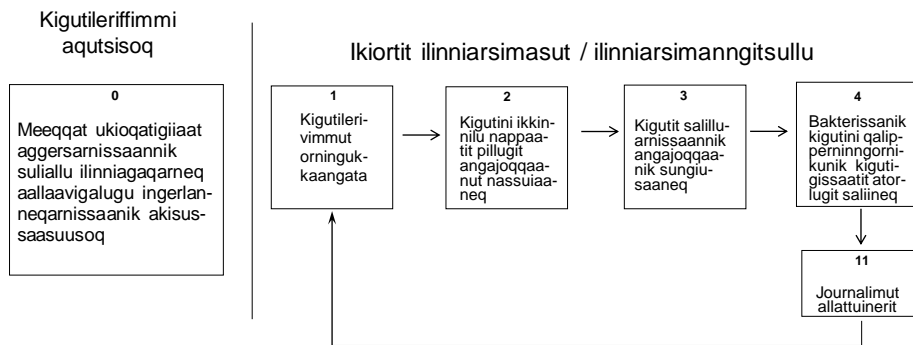 Kigutileriffimmi
aqutsisoq
Ikiortit ilinniarsimasut / ilinniarsimanngitsullu
0
Meeqqat ukioqatigiiaat
aggersarnissaannik
suliallu ilinniagaqarneq
aallaavigalugu ingerlan-
neqarnissaanik akisus-
saasuusoq
1
Kigutileri-
vimmut
orninguk-
kaangata
2
Kigutini ikkin-
nilu nappaa-
tit pillugit
angajoqqaa-
nut nassuiaa-
neq
3
Kigutit salillu-
arnissaannik
angajoqqaa-
nik sungiu-
saaneq
4
Bakterissanik
kigutini qalip-
perninngorni-
kunik kiguti-
gissaatit ator-
lugit saliineq
11
Journalimut
allattuinerit